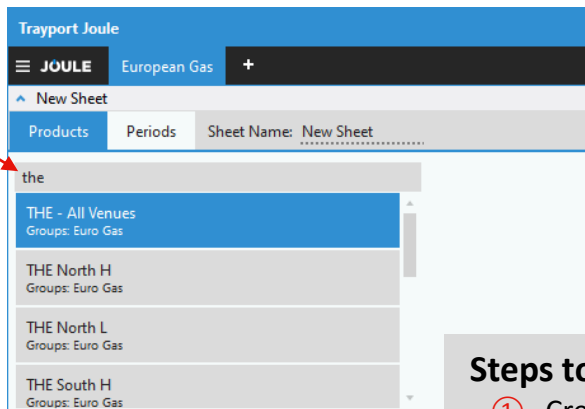 Trayport Joule
JOULE European Gas +
New Sheet
Products Periods Sheet Name: New Sheet
the
THE - All Venues
Groups: Euro Gas
THE North H
Groups: Euro Gas
THE North L
Groups: Euro Gas
THE South H
Groups: Euro Gas
Steps to
1